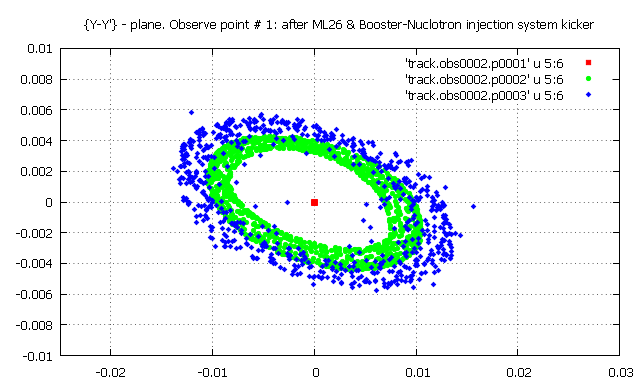 {Y-Y'} - plane. Observe point # 1: after ML26 & Booster-Nuclotron injection system kicker
0.01
'track.obs0002.p0001' u 5:6
0.008
'track.obs0002.p0002' u 5:6
0.006
'track.obs0002.p0003' u 5:6
0.004
0.002
0
-0.002
-0.004
-0.006
-0.008
-0.01
-0.02 -0.01 0 0.01 0.02 0.03